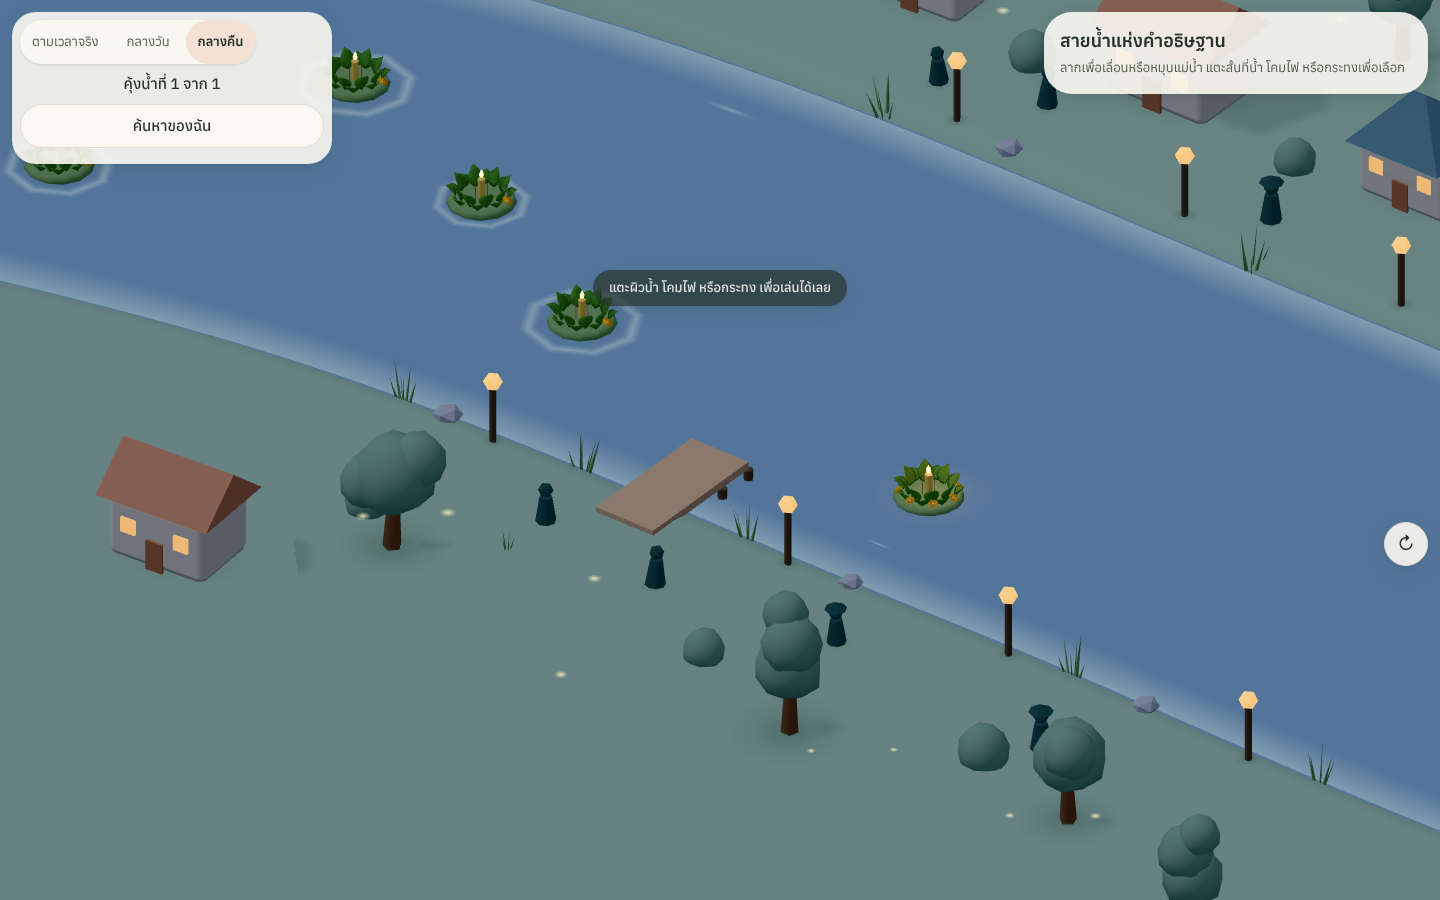 ตามเวลาจริง กลางวัน กลางคืน
คุ้งน้ำที่ 1 จาก 1
ค้นหาของฉัน
สายน้ำแห่งคำอธิษฐาน
ลากเพื่อเลื่อนหรือหมุนแม่น้ำ แตะสั้นที่น้ำ โคมไฟ หรือกระทงเพื่อเลือก
แตะผิวน้ำ โคมไฟ หรือกระทง เพื่อเล่นได้เลย